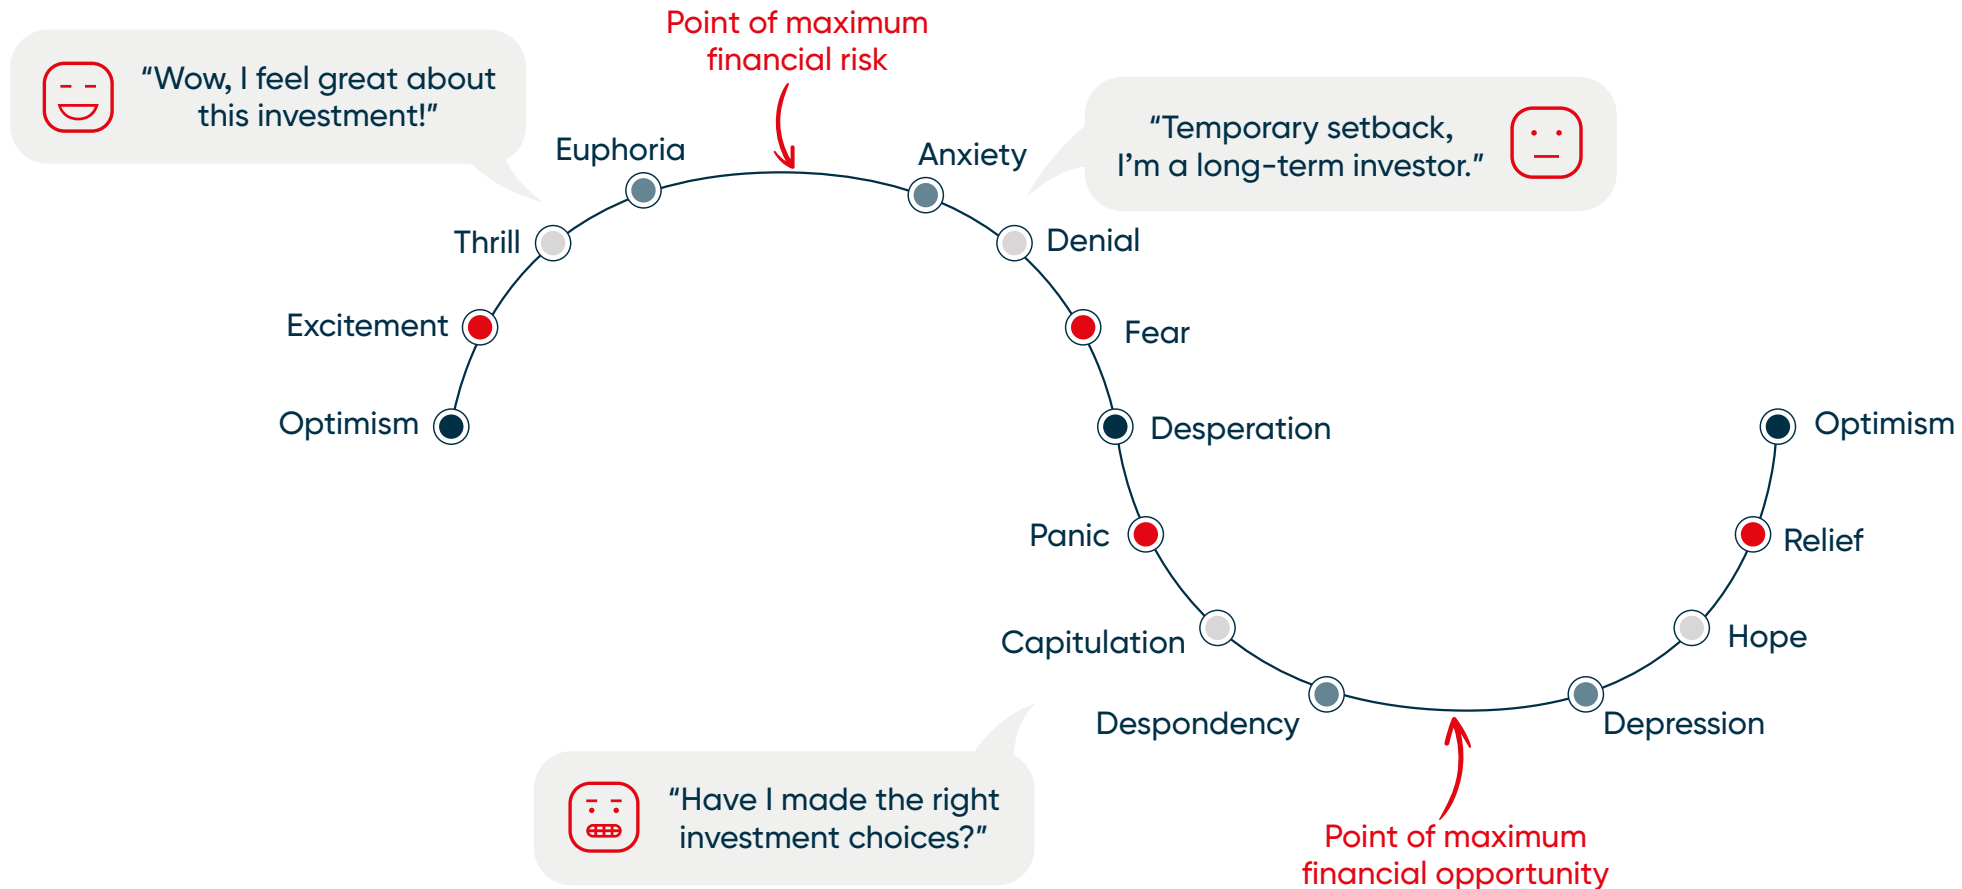 Point of maximum
financial risk
“Wow, I feel great about
this investment!”
“Temporary setback,
I’m a long-term investor.”
Euphoria
Anxiety
Thrill
Denial
Excitement
Fear
Optimism
Desperation
Optimism
Panic
Relief
Capitulation
Hope
Despondency
Depression
“Have I made the right
investment choices?”
Point of maximum
financial opportunity